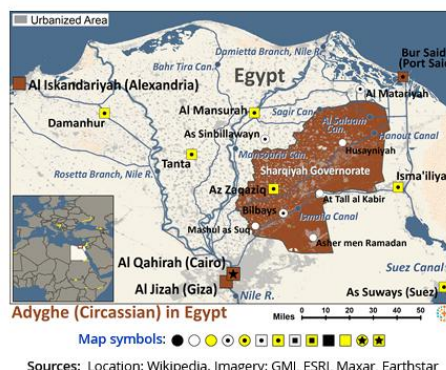 Urbanized Area
Damietta Branch, Nile R.
Bahr Tira Can.
Egypt
Bur Said
(Port Said
Al Iskandariyah (Alexandria)
Al Matariyah
Damanhur
Al Mansurah
Sagir Can.
Al Salaam
Can.
As Sinbillawayn
Hanout Canal
Husayniyah
Tanta
Mansouria Can.
Sharqiyah Governorate
Rosetta Branch, Nile R.
Az Zaqaziq
Isma'iliya
At Tall al Kabir
Bilbays
Ismalia Canal
Mashul as Suq
Asher men Ramadan
Al Qahirah (Cairo)
Suez Canal
Al Jizah (Giza)
As Suways (Suez)
Nile R.
Adyghe (Circassian) in Egypt
Miles 0 10 20 30 40 50
Map symbols:
Sources: Location: Wikipedia. Imagery: GMI, ESRI, Maxar, Earthstar